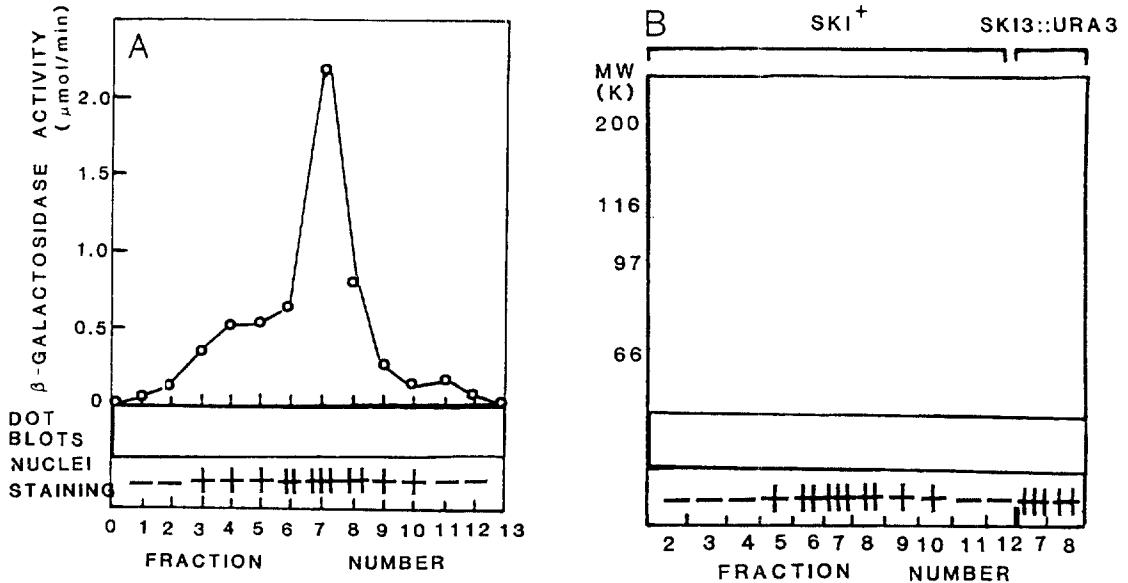 A
β-GALACTOSIDASE ACTIVITY
(μmol/min)
2.0
1.5
1.0
0.5
0
DOT
BLOTS
NUCLEI
STAINING
— — + + + ++ +++ ++ + + — —
0 1 2 3 4 5 6 7 8 9 10 11 12 13
FRACTION NUMBER
B
SKI+ SKI3::URA3
MW
(K)
200
116
97
66
— — — + ++ +++ ++ + + — — +++ ++
2 3 4 5 6 7 8 9 10 11 12 7 8
FRACTION NUMBER